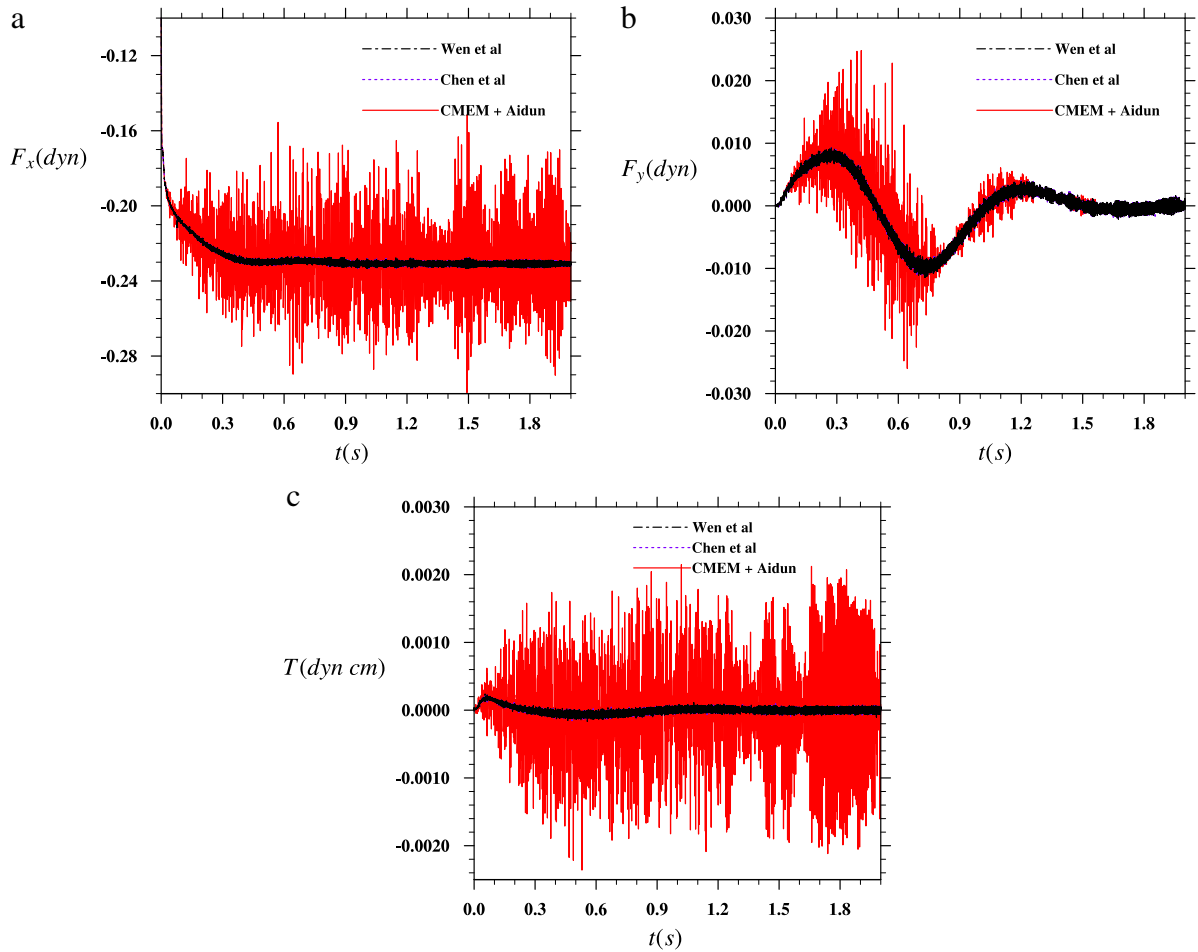 a
-0.12
-0.16
-0.20
-0.24
-0.28
F_x(dyn)
Wen et al
Chen et al
CMEM + Aidun
0.0 0.3 0.6 0.9 1.2 1.5 1.8
t(s)
b
0.030
0.020
0.010
0.000
-0.010
-0.020
-0.030
F_y(dyn)
Wen et al
Chen et al
CMEM + Aidun
0.0 0.3 0.6 0.9 1.2 1.5 1.8
t(s)
c
0.0030
0.0020
0.0010
0.0000
-0.0010
-0.0020
T(dyn cm)
Wen et al
Chen et al
CMEM + Aidun
0.0 0.3 0.6 0.9 1.2 1.5 1.8
t(s)